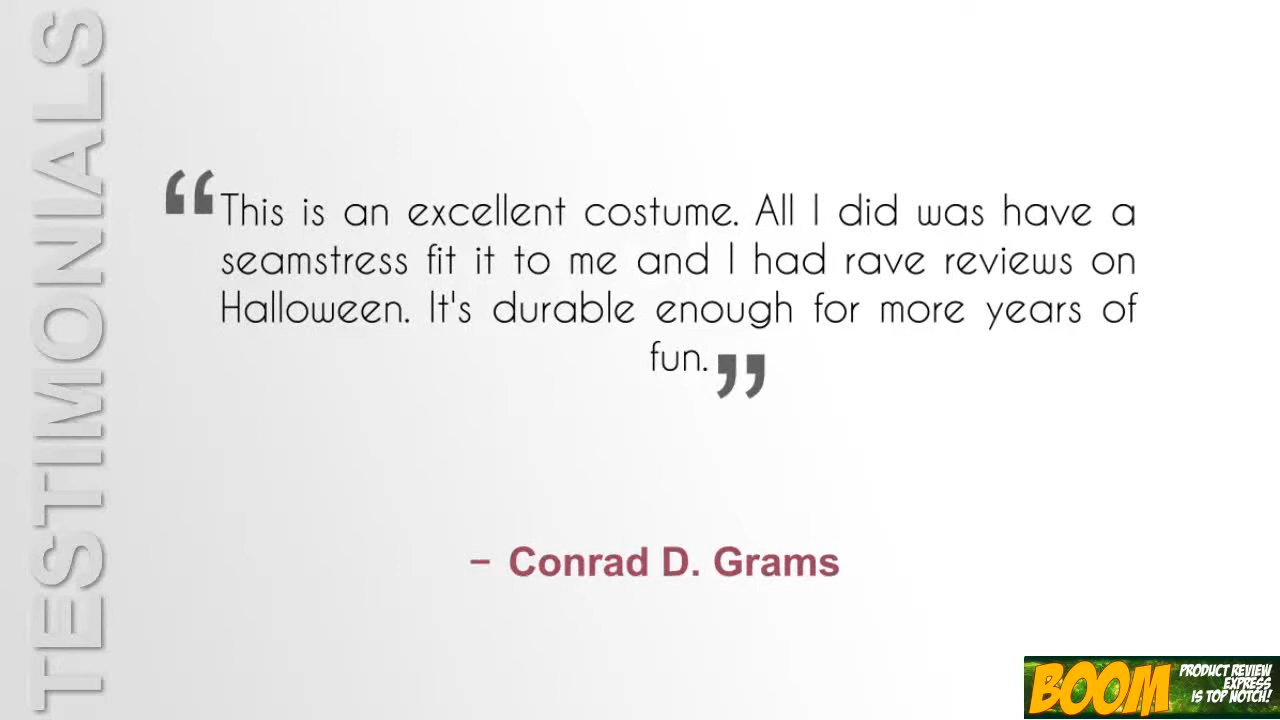 TESTIMONIALS
“This is an excellent costume. All I did was have a
seamstress fit it to me and I had rave reviews on
Halloween. It's durable enough for more years of
fun.”
– Conrad D. Grams
BOOM
PRODUCT REVIEW
EXPRESS
IS TOP NOTCH!